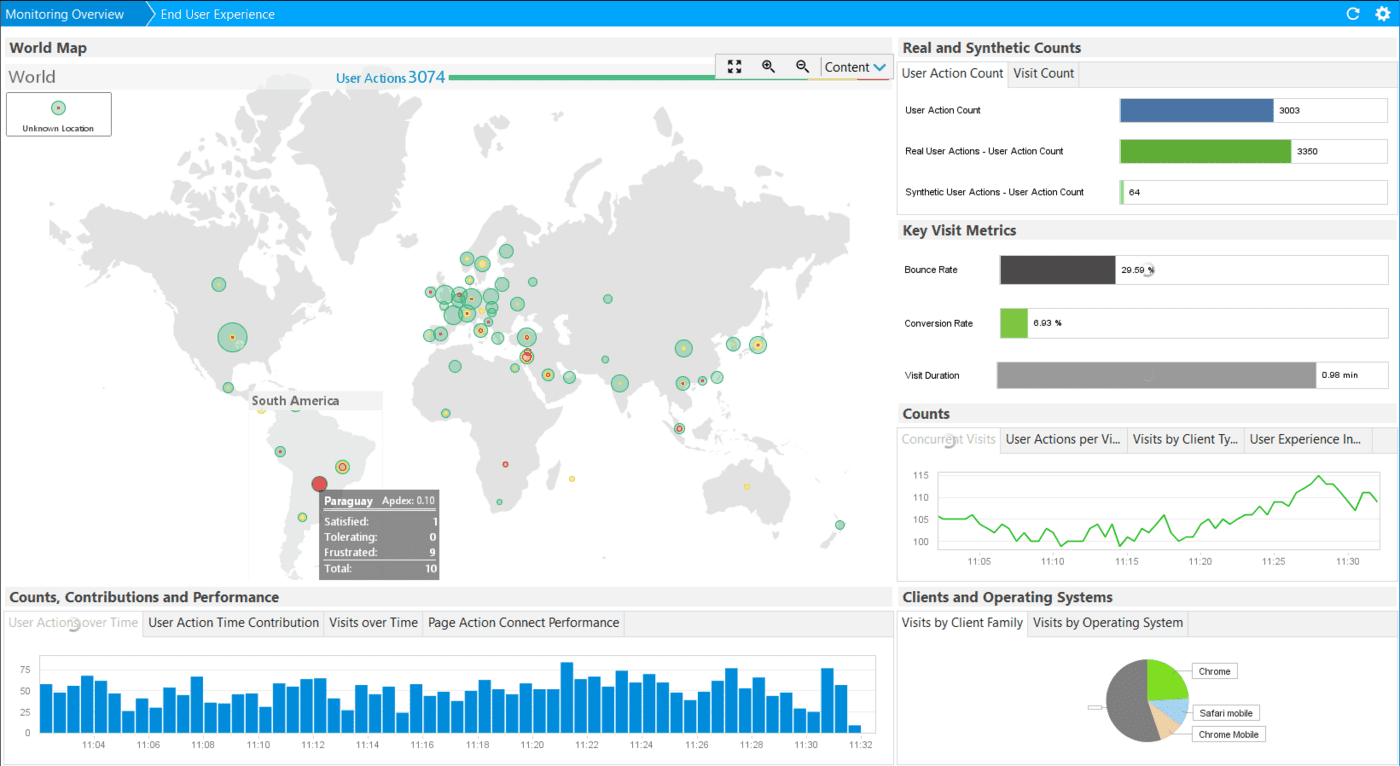 Monitoring Overview End User Experience
World Map
World
User Actions 3074
Content
Unknown Location
South America
Paraguay Apdex: 0.10
Satisfied: 1
Tolerating: 0
Frustrated: 9
Total: 10
Real and Synthetic Counts
User Action Count Visit Count
User Action Count 3003
Real User Actions - User Action Count 3350
Synthetic User Actions - User Action Count 64
Key Visit Metrics
Bounce Rate 29.59 %
Conversion Rate 6.93 %
Visit Duration 0.98 min
Counts
Concurrent Visits User Actions per Vi... Visits by Client Ty... User Experience In...
115
110
105
100
11:05 11:10 11:15 11:20 11:25 11:30
Counts, Contributions and Performance
User Actions over Time User Action Time Contribution Visits over Time Page Action Connect Performance
75
50
25
0
11:04 11:06 11:08 11:10 11:12 11:14 11:16 11:18 11:20 11:22 11:24 11:26 11:28 11:30 11:32
Clients and Operating Systems
Visits by Client Family Visits by Operating System
Chrome
Safari mobile
Chrome Mobile